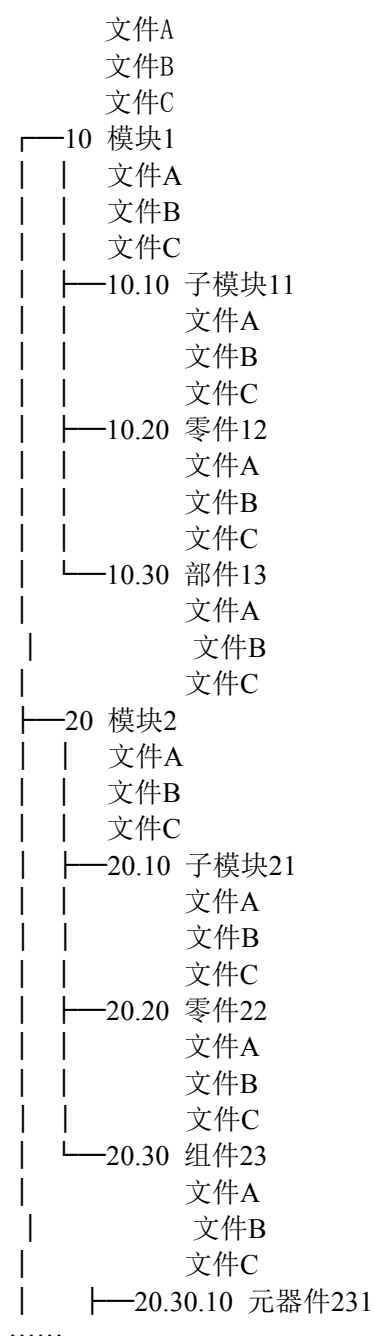 文件A
文件B
文件C
┌──10 模块1
│ │ 文件A
│ │ 文件B
│ │ 文件C
│ ├──10.10 子模块11
│ │ 文件A
│ │ 文件B
│ │ 文件C
│ ├──10.20 零件12
│ │ 文件A
│ │ 文件B
│ │ 文件C
│ └──10.30 部件13
│ 文件A
│ 文件B
│ 文件C
├──20 模块2
│ │ 文件A
│ │ 文件B
│ │ 文件C
│ ├──20.10 子模块21
│ │ 文件A
│ │ 文件B
│ │ 文件C
│ ├──20.20 零件22
│ │ 文件A
│ │ 文件B
│ │ 文件C
│ └──20.30 组件23
│ 文件A
│ 文件B
│ 文件C
│ ├──20.30.10 元器件231
……